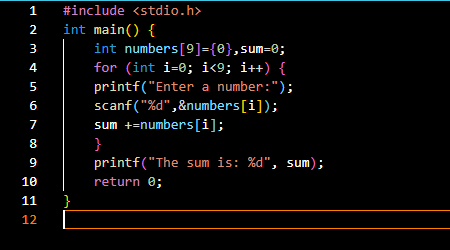 1 #include <stdio.h>
2 int main() {
3 int numbers[9]={0},sum=0;
4 for (int i=0; i<9; i++) {
5 printf("Enter a number:");
6 scanf("%d",&numbers[i]);
7 sum +=numbers[i];
8 }
9 printf("The sum is: %d", sum);
10 return 0;
11 }
12